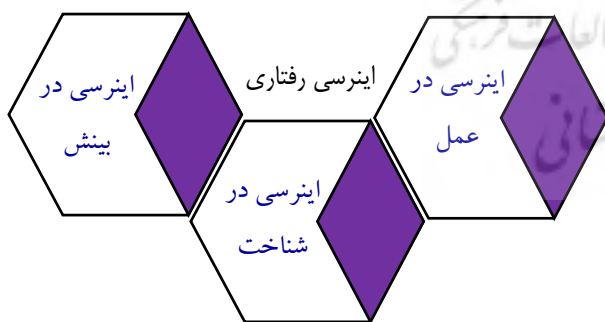 اینرسی رفتاری
اینرسی در
عمل
اینرسی در
شناخت
اینرسی در
بینش